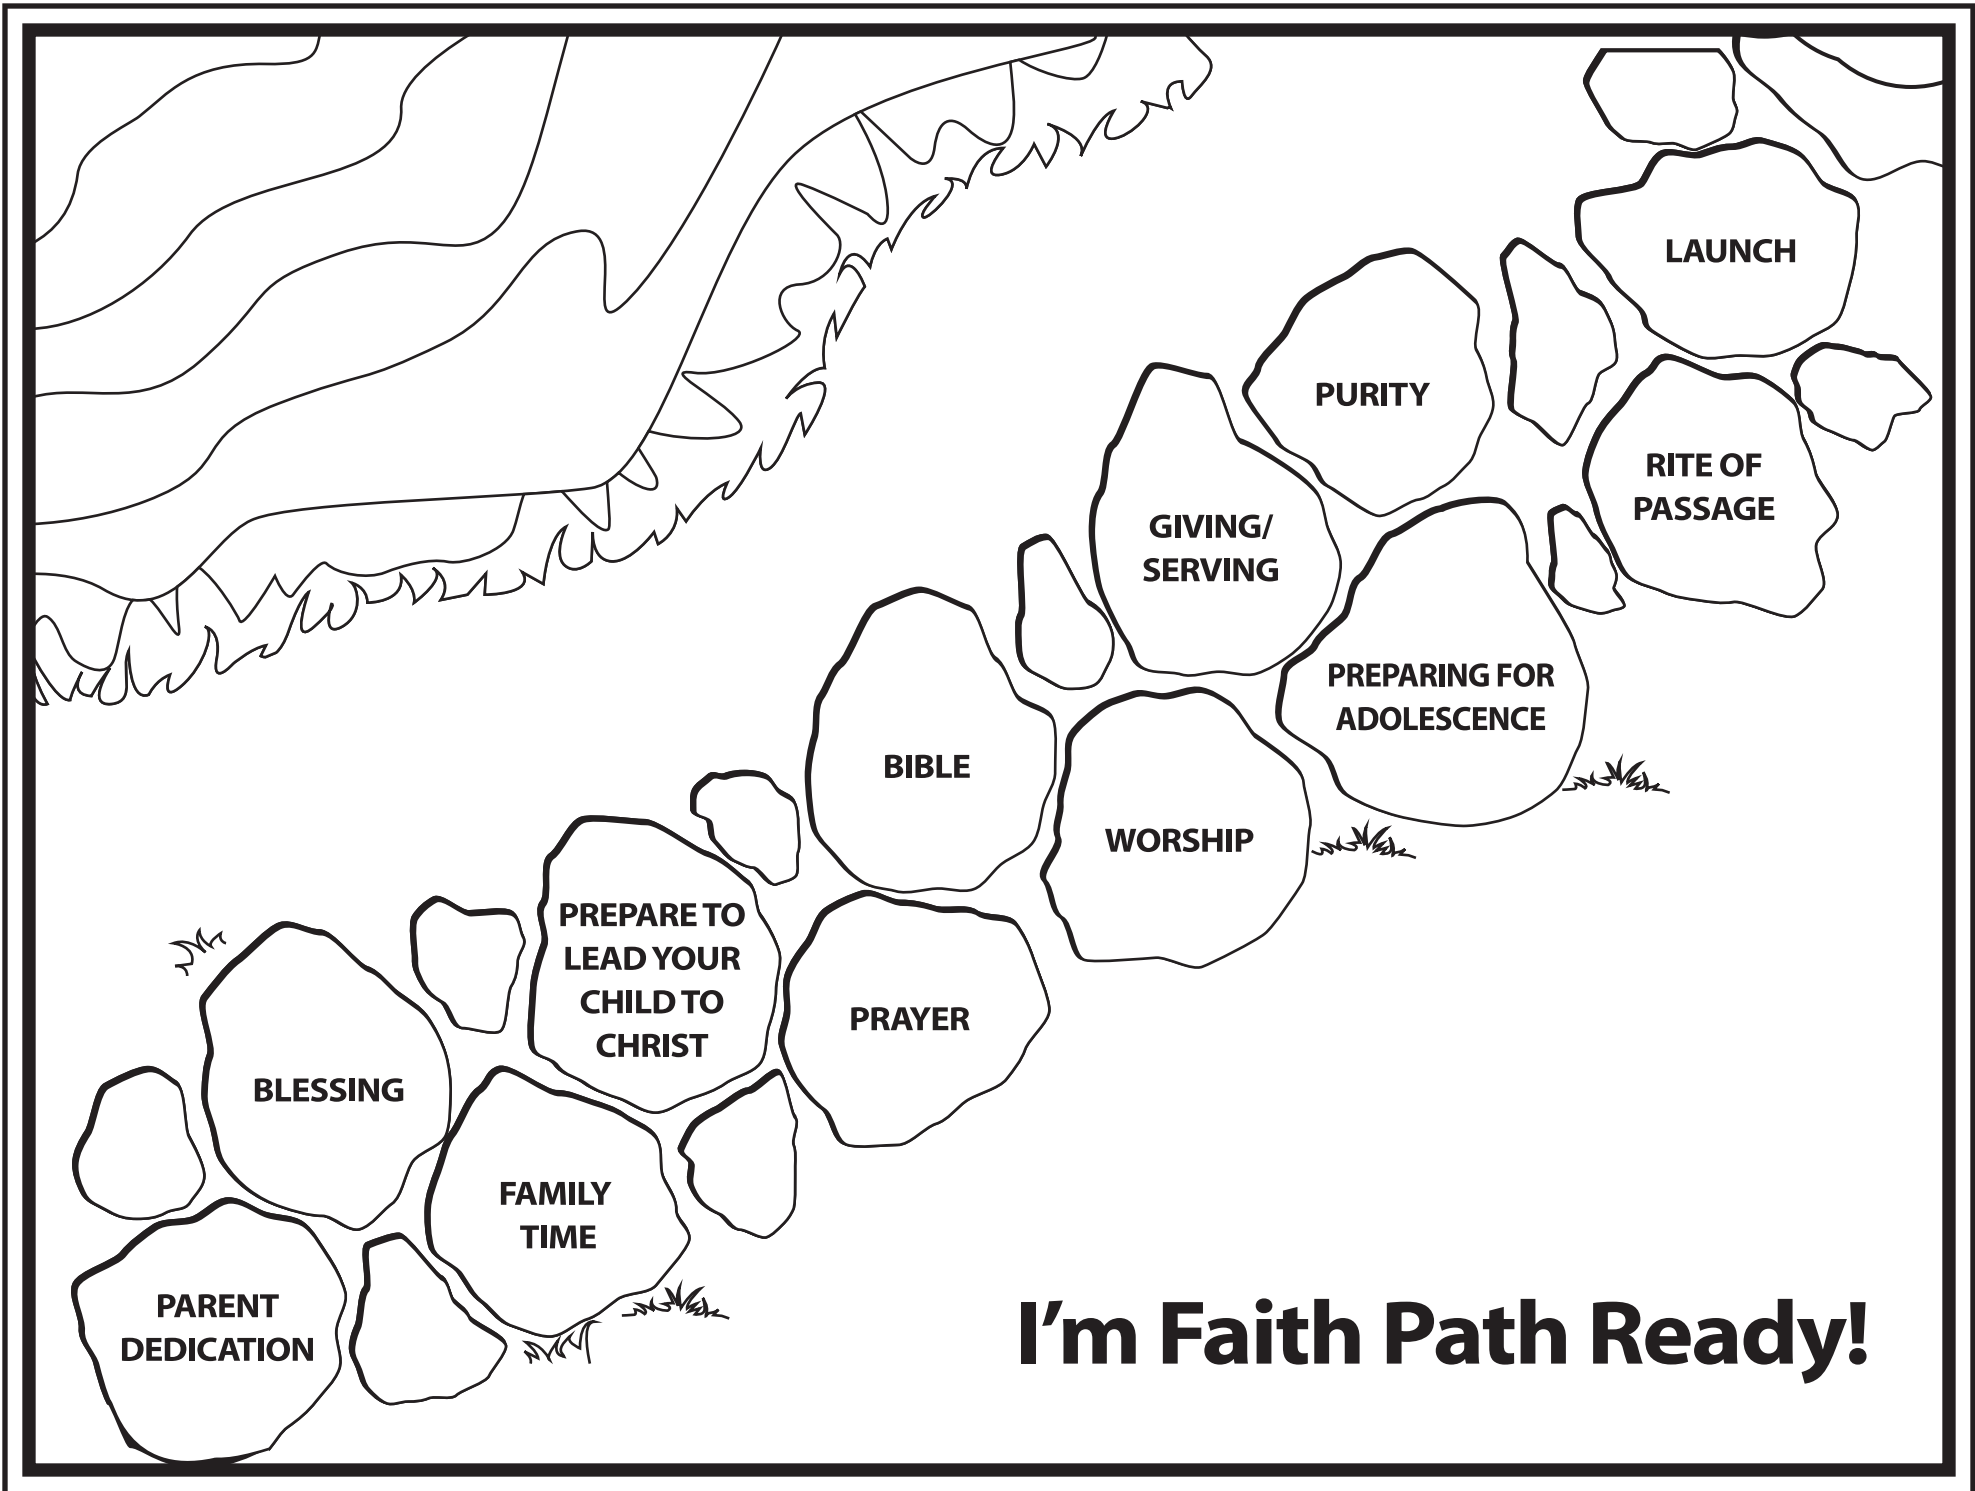 LAUNCH
PURITY
RITE OF
PASSAGE
GIVING/
SERVING
PREPARING FOR
ADOLESCENCE
BIBLE
WORSHIP
PREPARE TO
LEAD YOUR
CHILD TO
CHRIST
PRAYER
BLESSING
FAMILY
TIME
PARENT
DEDICATION
I'm Faith Path Ready!